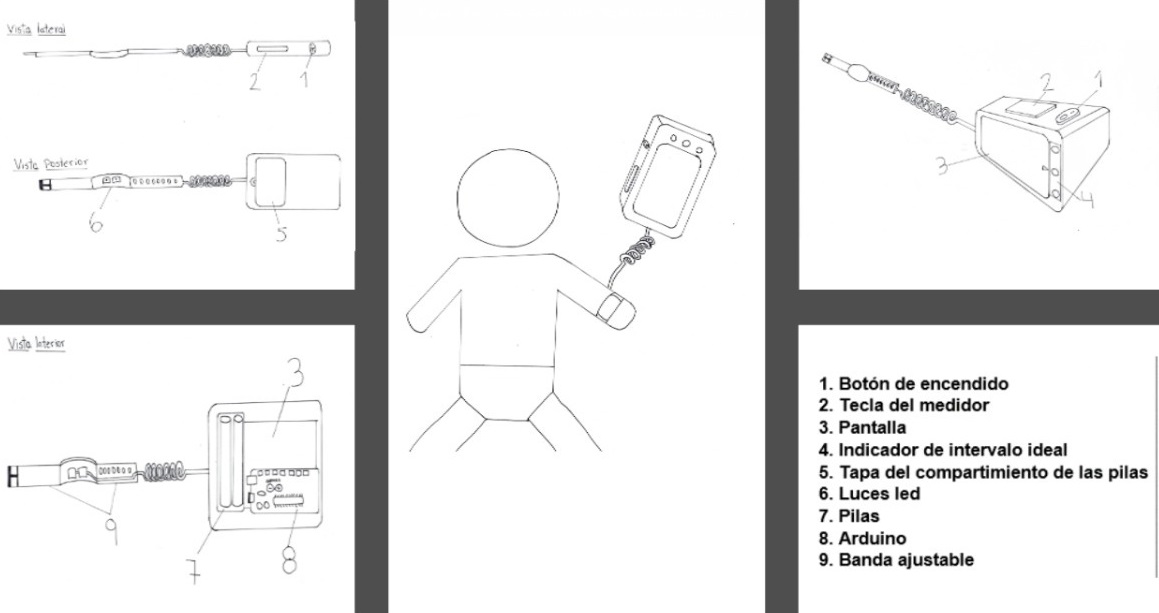 Vista lateral
2
1
Vista Posterior
6
5
Vista Interior
3
9
7
8
2
1
3
4
1. Botón de encendido
2. Tecla del medidor
3. Pantalla
4. Indicador de intervalo ideal
5. Tapa del compartimiento de las pilas
6. Luces led
7. Pilas
8. Arduino
9. Banda ajustable